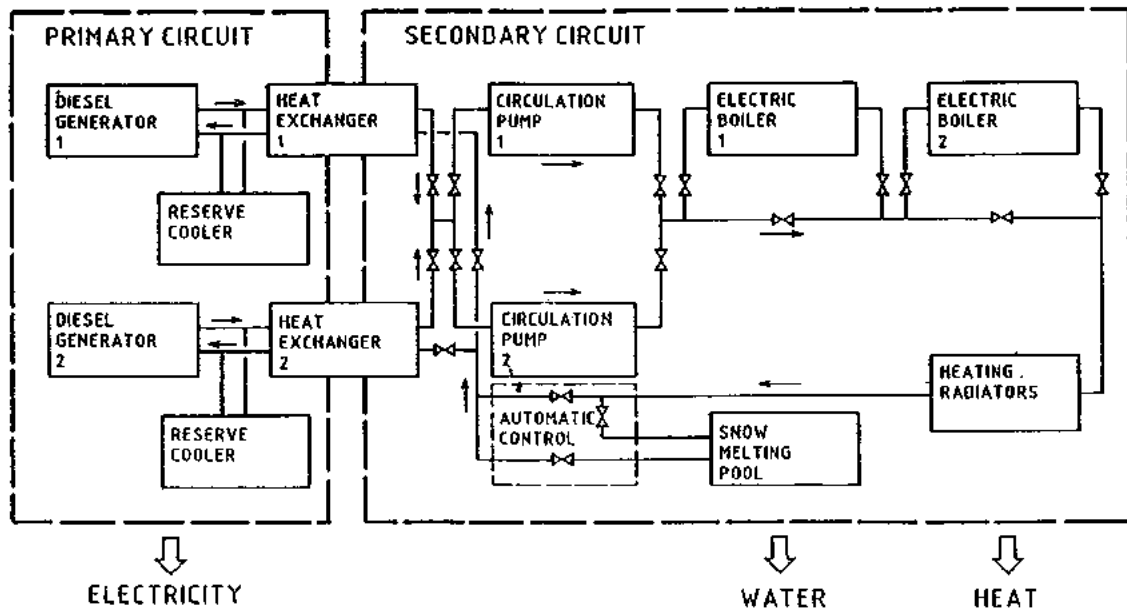 PRIMARY CIRCUIT
SECONDARY CIRCUIT
DIESEL
GENERATOR
1
HEAT
EXCHANGER
1
CIRCULATION
PUMP
1
ELECTRIC
BOILER
1
ELECTRIC
BOILER
2
RESERVE
COOLER
DIESEL
GENERATOR
2
HEAT
EXCHANGER
2
CIRCULATION
PUMP
2
HEATING.
RADIATORS
AUTOMATIC
CONTROL
SNOW
MELTING
POOL
RESERVE
COOLER
ELECTRICITY
WATER
HEAT